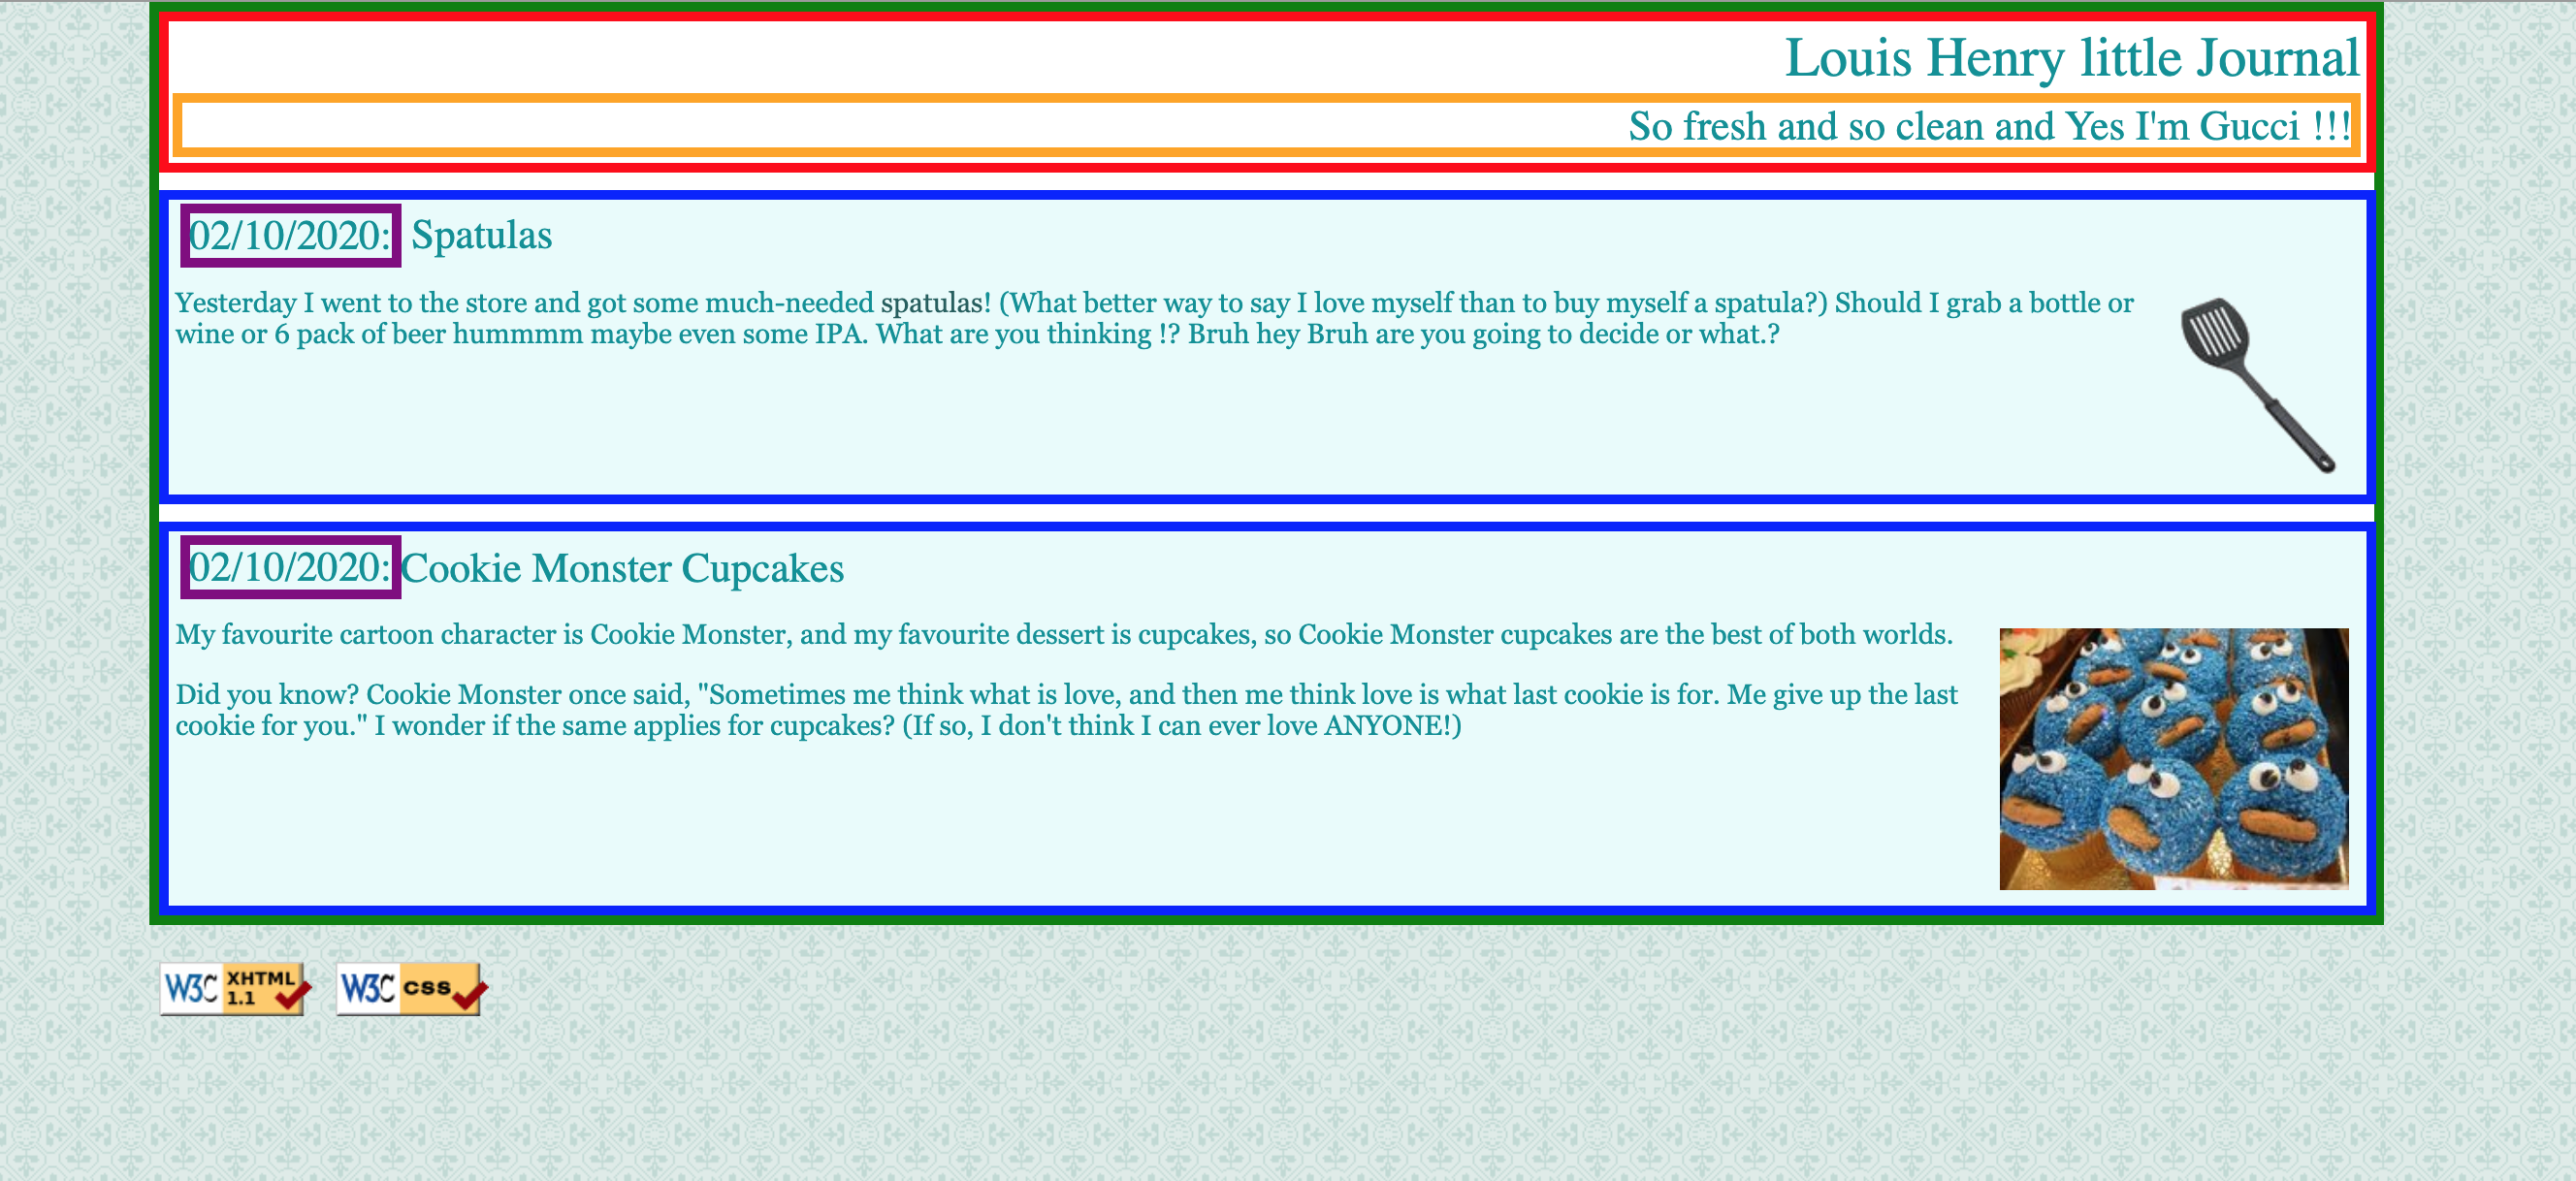 Louis Henry little Journal
So fresh and so clean and Yes I'm Gucci !!!
02/10/2020: Spatulas
Yesterday I went to the store and got some much-needed spatulas! (What better way to say I love myself than to buy myself a spatula?) Should I grab a bottle or
wine or 6 pack of beer hummmm maybe even some IPA. What are you thinking !? Bruh hey Bruh are you going to decide or what.?
02/10/2020: Cookie Monster Cupcakes
My favourite cartoon character is Cookie Monster, and my favourite dessert is cupcakes, so Cookie Monster cupcakes are the best of both worlds.
Did you know? Cookie Monster once said, "Sometimes me think what is love, and then me think love is what last cookie is for. Me give up the last
cookie for you." I wonder if the same applies for cupcakes? (If so, I don't think I can ever love ANYONE!)
W3C XHTML 1.1 W3C css